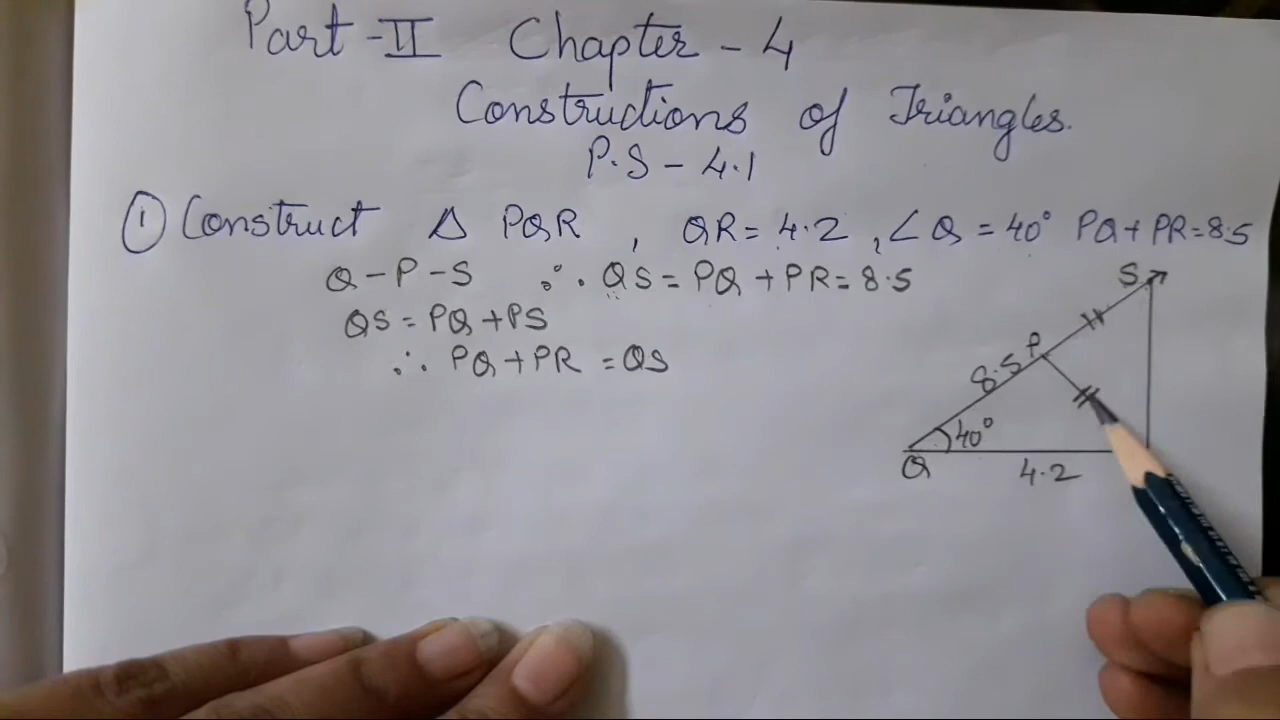 Part-II Chapter - 4
Constructions of Triangles.
P.S - 4.1
① Construct Δ PQR , QR = 4.2 , ∠Q = 40° PQ + PR = 8.5
Q - P - S ∴ QS = PQ + PR = 8.5
QS = PQ + PS
∴ PQ + PR = QS
S
P
8.5
40°
Q
4.2